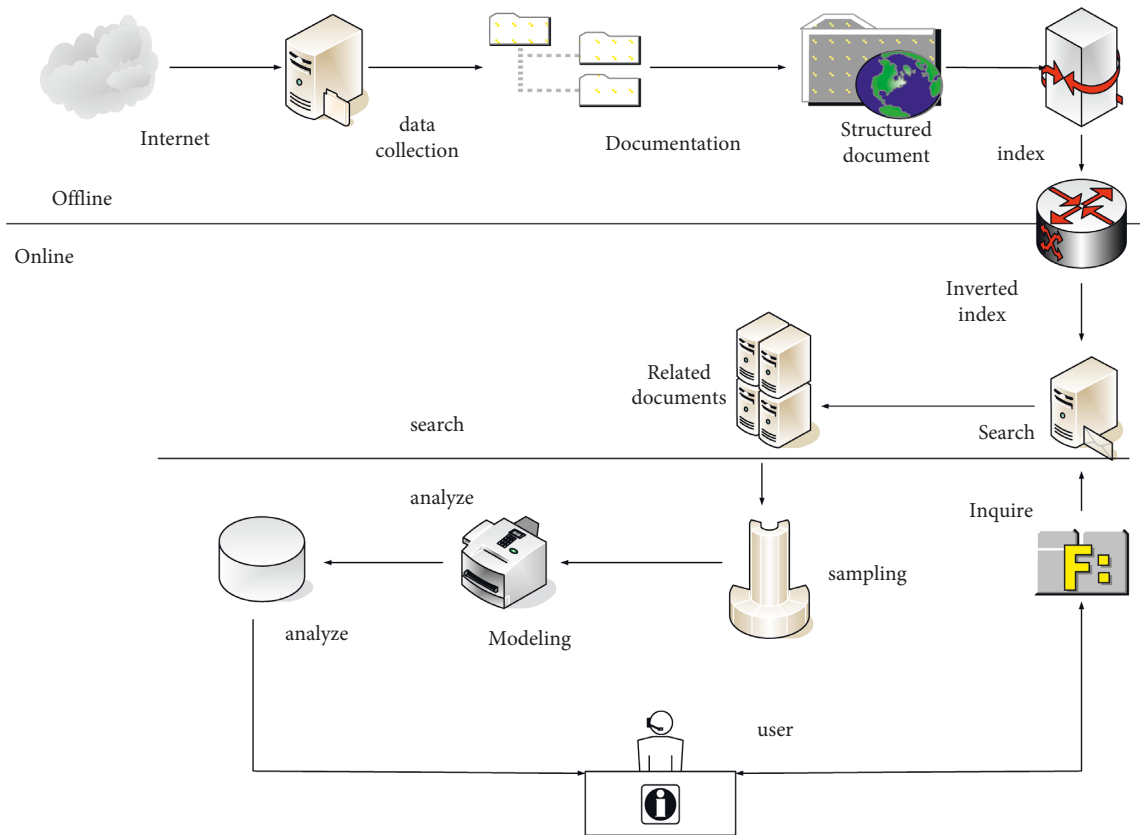 Internet
data
collection
Documentation
Structured
document
index
Offline
Online
Inverted
index
Related
documents
search
Search
analyze
Inquire
F:
sampling
analyze
Modeling
user
i